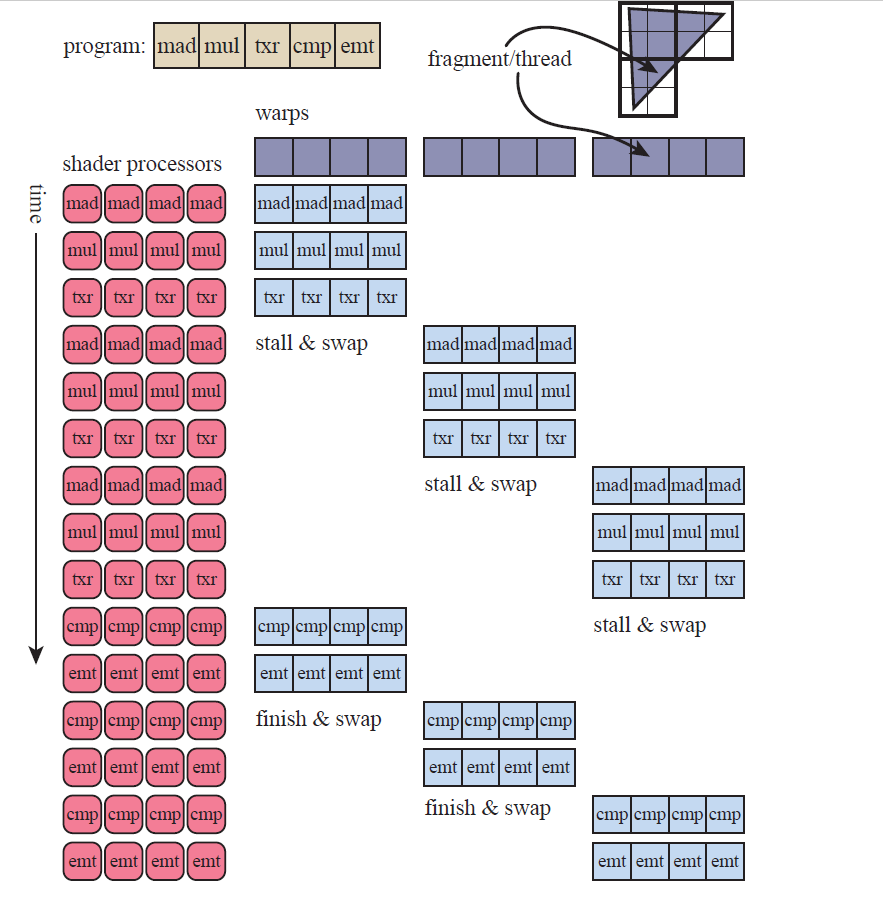 program: mad mul txr cmp emt
fragment/thread
warps
shader processors
time
mad mad mad mad mad mad mad mad
mul mul mul mul mul mul mul mul
txr txr txr txr txr txr txr txr
mad mad mad mad stall & swap mad mad mad mad
mul mul mul mul mul mul mul mul
txr txr txr txr txr txr txr txr
mad mad mad mad stall & swap mad mad mad mad
mul mul mul mul mul mul mul mul
txr txr txr txr txr txr txr txr
cmp cmp cmp cmp cmp cmp cmp cmp stall & swap
emt emt emt emt emt emt emt emt
cmp cmp cmp cmp finish & swap cmp cmp cmp cmp
emt emt emt emt emt emt emt emt
cmp cmp cmp cmp finish & swap cmp cmp cmp cmp
emt emt emt emt emt emt emt emt